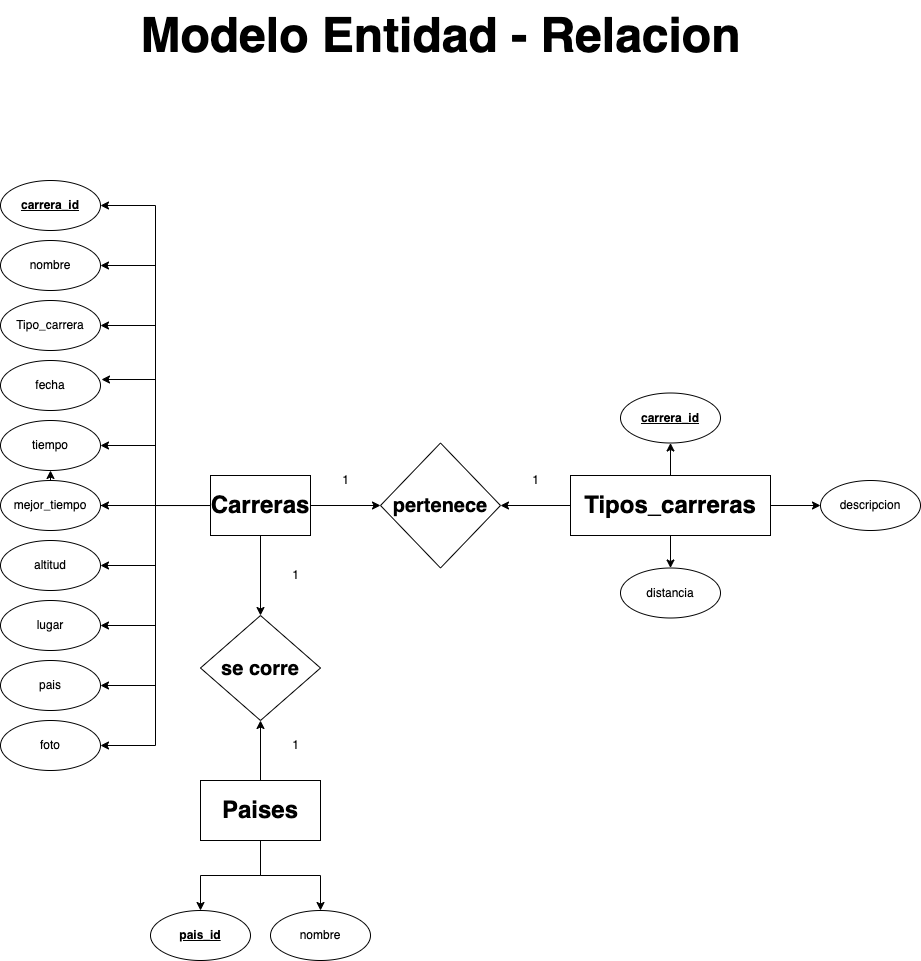 Modelo Entidad - Relacion
carrera_id
nombre
Tipo_carrera
fecha
tiempo
mejor_tiempo
altitud
lugar
pais
foto
Carreras
1
pertenece
1
Tipos_carreras
carrera_id
descripcion
distancia
1
se corre
1
Paises
pais_id
nombre